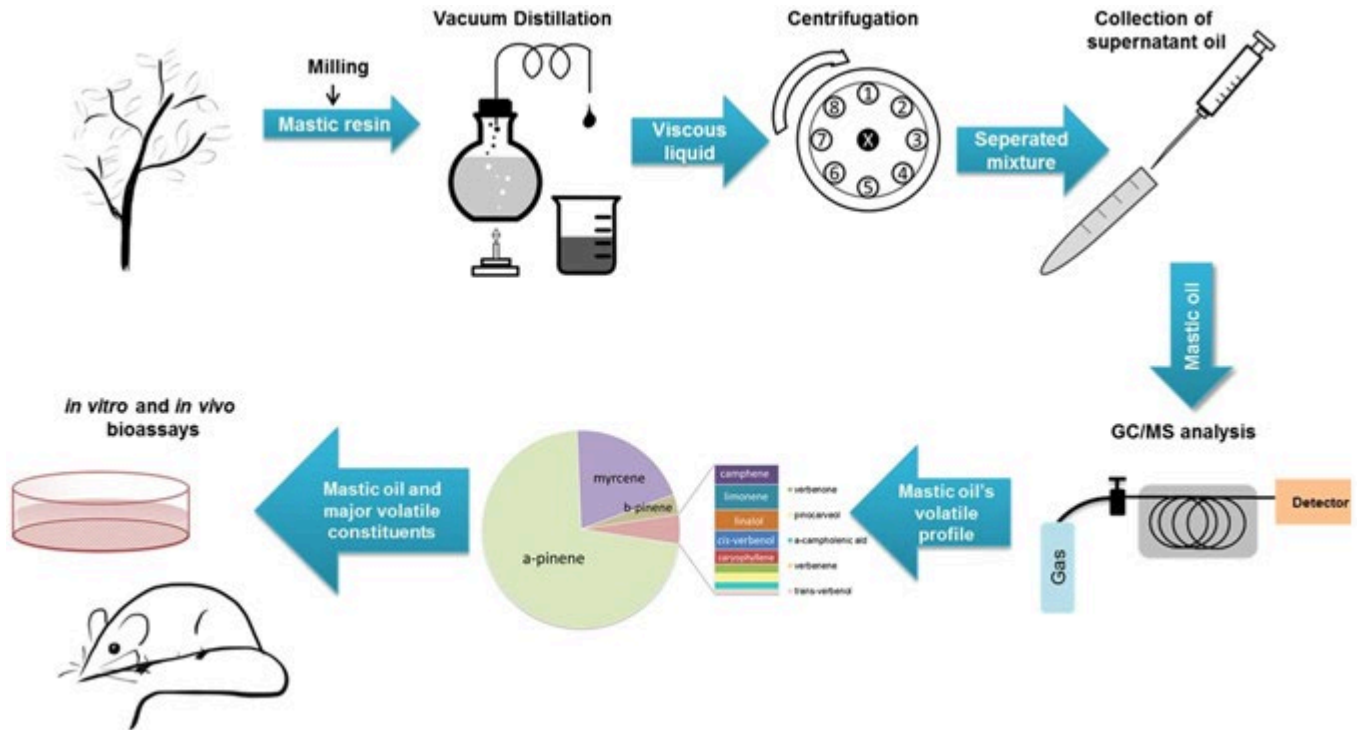 Vacuum Distillation
Centrifugation
Collection of
supernatant oil
Milling
Mastic resin
Viscous
liquid
1
2
3
4
5
6
7
8
X
Seperated
mixture
Mastic oil
GC/MS analysis
Gas
Detector
Mastic oil's
volatile
profile
myrcene
b-pinene
a-pinene
camphene
limonene
linalol
cis-verbenol
caryophyllene
verbenone
pinocarveol
a-campholenic ald
verbenene
trans-verbenol
Mastic oil and
major volatile
constituents
in vitro and in vivo
bioassays